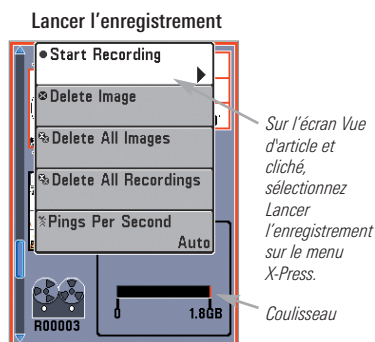 Lancer l'enregistrement
Start Recording
Delete Image
Delete All Images
Delete All Recordings
Pings Per Second
Auto
R00003
0
1.8GB
Sur l'écran Vue
d'article et
cliché,
sélectionnez
Lancer
l'enregistrement
sur le menu
X-Press.
Coulisseau